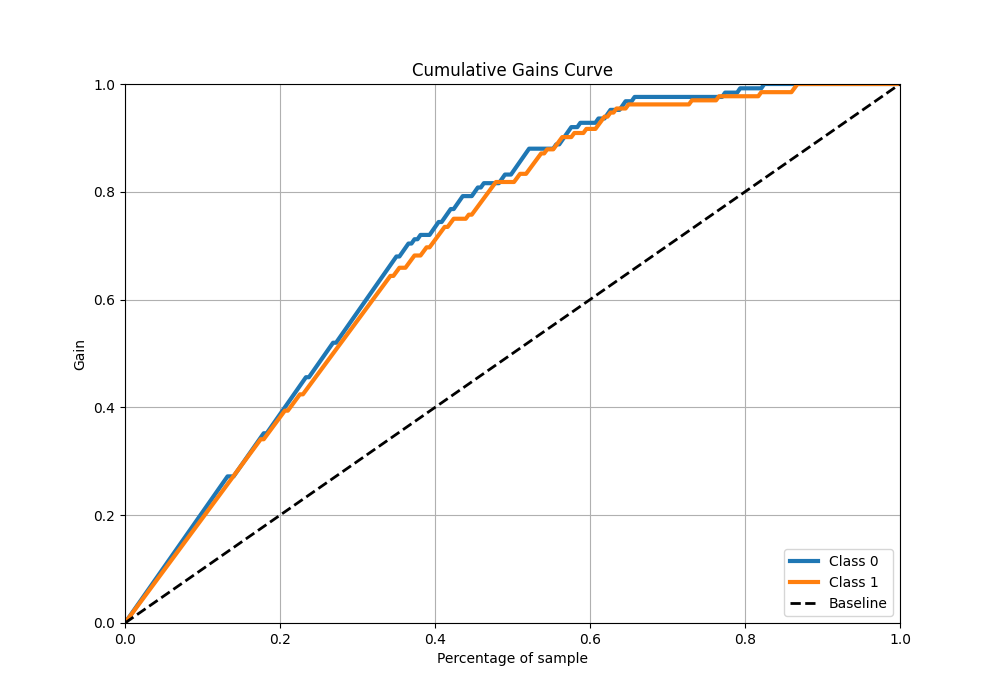 Cumulative Gains Curve
1.0
0.8
0.6
0.4
0.2
0.0
Gain
0.0 0.2 0.4 0.6 0.8 1.0
Percentage of sample
Class 0
Class 1
Baseline